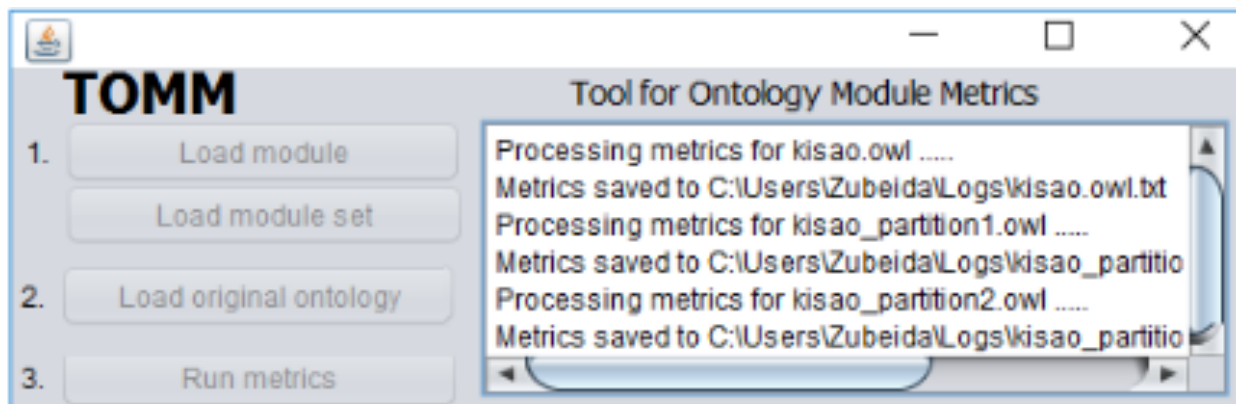 TOMM
Tool for Ontology Module Metrics
1. Load module
Load module set
2. Load original ontology
3. Run metrics
Processing metrics for kisao.owl .....
Metrics saved to C:\Users\Zubeida\Logs\kisao.owl.txt
Processing metrics for kisao_partition1.owl .....
Metrics saved to C:\Users\Zubeida\Logs\kisao_partitio
Processing metrics for kisao_partition2.owl .....
Metrics saved to C:\Users\Zubeida\Logs\kisao_partitio